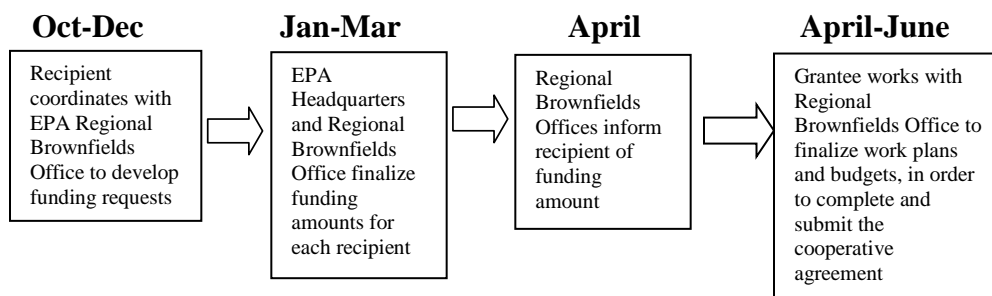 Oct-Dec
Recipient
coordinates with
EPA Regional
Brownfields
Office to develop
funding requests
Jan-Mar
EPA
Headquarters
and Regional
Brownfields
Office finalize
funding
amounts for
each recipient
April
Regional
Brownfields
Offices inform
recipient of
funding
amount
April-June
Grantee works with
Regional
Brownfields Office to
finalize work plans
and budgets, in order
to complete and
submit the
cooperative
agreement